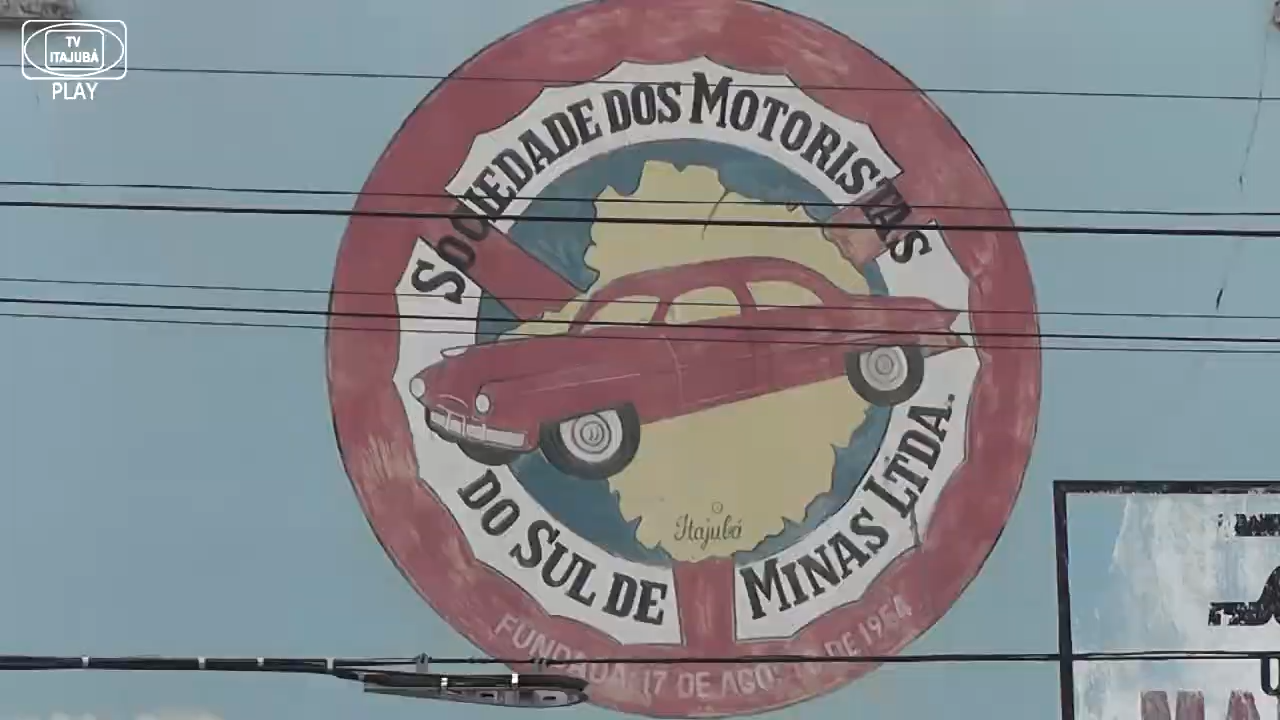 TV
ITAJUBÁ
PLAY
SOCIEDADE DOS MOTORISTAS
DO SUL DE MINAS LTDA.
Itajubá
FUNDADA: 17 DE AGOSTO DE 1954